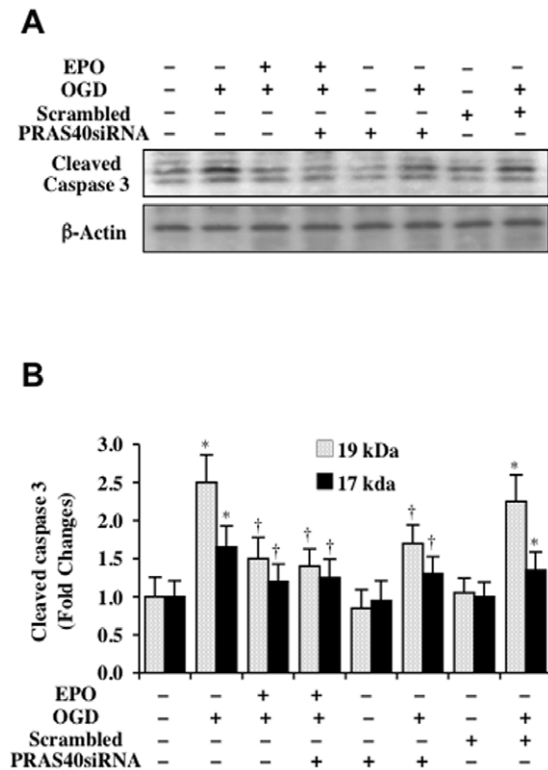 A
EPO – – + + – – – –
OGD – + + + – + – +
Scrambled – – – – – – + +
PRAS40siRNA – – – + + + – –
Cleaved
Caspase 3
β-Actin
B
Cleaved caspase 3
(Fold Changes)
3.0
2.5
2.0
1.5
1.0
0.5
0.0
19 kDa
17 kda
* * † † † † † † * *
EPO – – + + – – – –
OGD – + + + – + – +
Scrambled – – – – – – + +
PRAS40siRNA – – – + + + – –